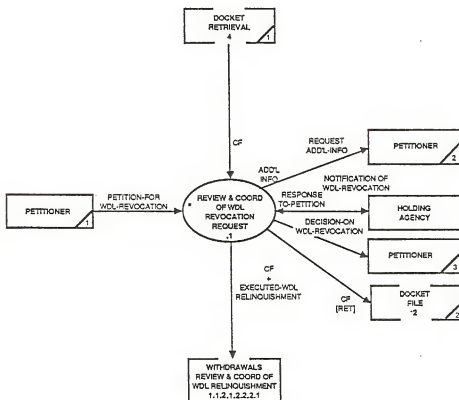 DOCKET
RETRIEVAL
4
1
CF
REQUEST
ADD'L-INFO
PETITIONER
2
ADD'L
INFO
NOTIFICATION OF
WDL-REVOCATION
PETITION-FOR
WDL-REVOCATION
PETITIONER
1
REVIEW & COORD
OF WDL
REVOCATION
REQUEST
.1
RESPONSE
TO-PETITION
HOLDING
AGENCY
DECISION-ON
WDL-REVOCATION
PETITIONER
3
CF
+
EXECUTED-WDL
RELINQUISHMENT
CF
[RET]
DOCKET
FILE
2
2
WITHDRAWALS
REVIEW & COORD OF
WDL RELINQUISHMENT
1.1.2.1.2.2.2.1